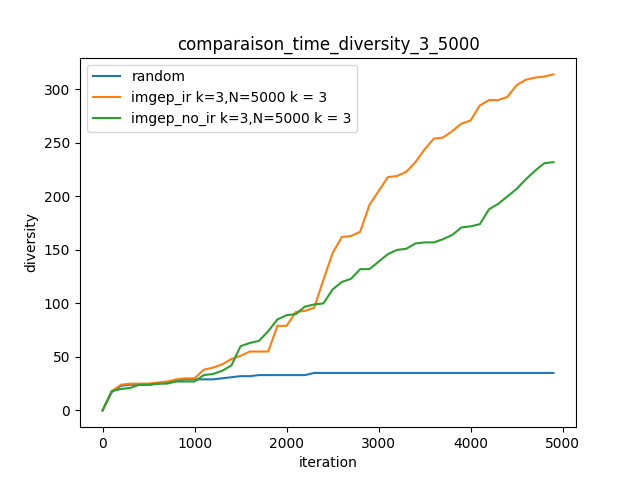 comparaison_time_diversity_3_5000
random
imgep_ir k=3,N=5000 k = 3
imgep_no_ir k=3,N=5000 k = 3
diversity
300
250
200
150
100
50
0
0 1000 2000 3000 4000 5000
iteration